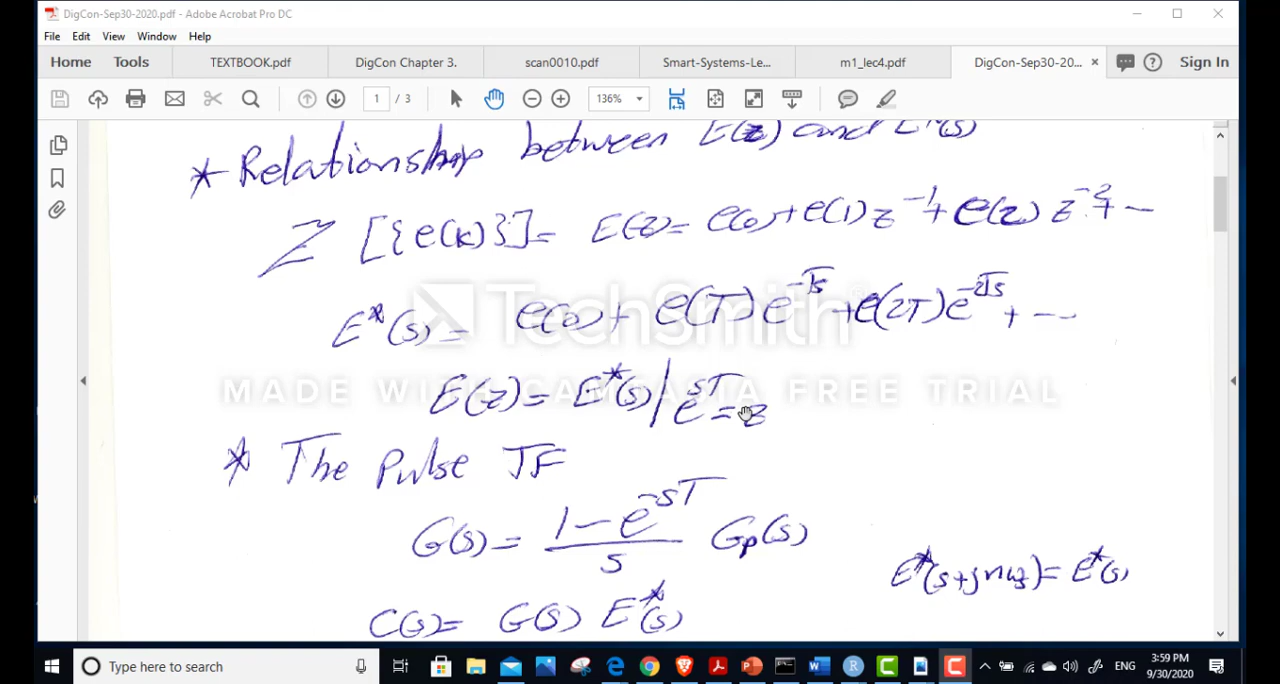 DigCon-Sep30-2020.pdf - Adobe Acrobat Pro DC
File Edit View Window Help
Home Tools TEXTBOOK.pdf DigCon Chapter 3. scan0010.pdf Smart-Systems-Le... m1_lec4.pdf DigCon-Sep30-20... × Sign In
1 / 3 136%
* Relationship between E(z) and E*(s)
Z [{e(k)}] = E(z) = e(0) + e(1) z^-1 + e(2) z^-2 + ---
E*(s) = e(0) + e(T) e^-Ts + e(2T) e^-2Ts + ---
TechSmith
MADE WITH CAMTASIA FREE TRIAL
E(z) = E*(s) | e^sT = z
* The Pulse TF
G(s) = 1 - e^-sT / s Gp(s)
E*(s + jnws) = E*(s)
C(s) = G(s) E*(s)
Type here to search
ENG
3:59 PM
9/30/2020